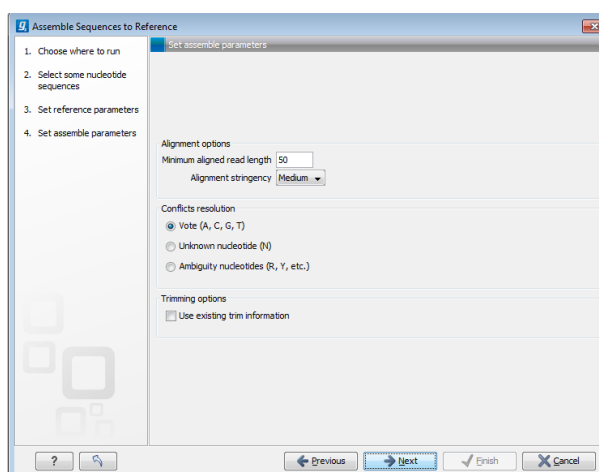 Assemble Sequences to Reference
1. Choose where to run
2. Select some nucleotide
sequences
3. Set reference parameters
4. Set assemble parameters
Set assemble parameters
Alignment options
Minimum aligned read length 50
Alignment stringency Medium
Conflicts resolution
Vote (A, C, G, T)
Unknown nucleotide (N)
Ambiguity nucleotides (R, Y, etc.)
Trimming options
Use existing trim information
? Previous Next Finish Cancel